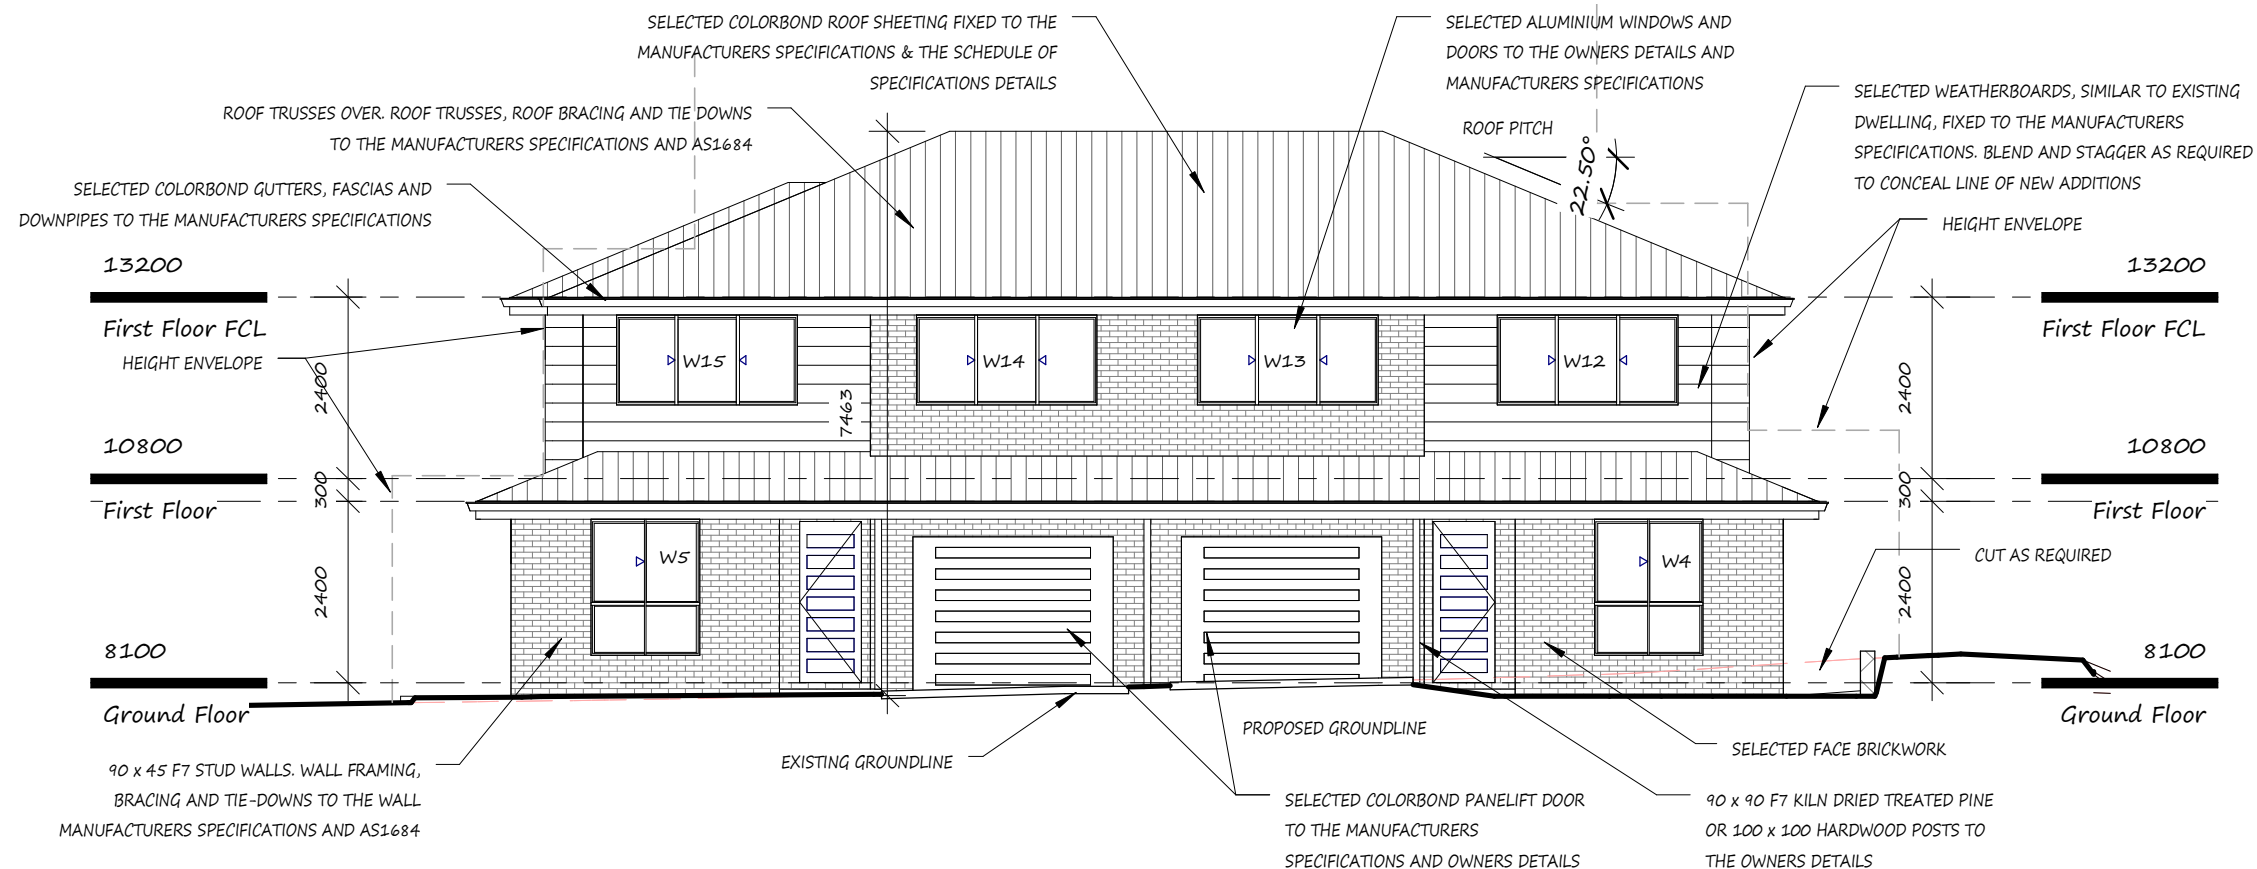 SELECTED COLORBOND ROOF SHEETING FIXED TO THE
MANUFACTURERS SPECIFICATIONS & THE SCHEDULE OF
SPECIFICATIONS DETAILS
SELECTED ALUMINIUM WINDOWS AND
DOORS TO THE OWNERS DETAILS AND
MANUFACTURERS SPECIFICATIONS
SELECTED WEATHERBOARDS, SIMILAR TO EXISTING
DWELLING, FIXED TO THE MANUFACTURERS
SPECIFICATIONS. BLEND AND STAGGER AS REQUIRED
TO CONCEAL LINE OF NEW ADDITIONS
ROOF TRUSSES OVER. ROOF TRUSSES, ROOF BRACING AND TIE DOWNS
TO THE MANUFACTURERS SPECIFICATIONS AND AS1684
ROOF PITCH
22.50°
SELECTED COLORBOND GUTTERS, FASCIAS AND
DOWNPIPES TO THE MANUFACTURERS SPECIFICATIONS
HEIGHT ENVELOPE
13200
First Floor FCL
13200
First Floor FCL
HEIGHT ENVELOPE
W15
W14
W13
W12
2400
7463
2400
10800
First Floor
10800
First Floor
300
300
W5
W4
CUT AS REQUIRED
2400
2400
8100
Ground Floor
8100
Ground Floor
PROPOSED GROUNDLINE
EXISTING GROUNDLINE
SELECTED FACE BRICKWORK
90 x 45 F7 STUD WALLS. WALL FRAMING,
BRACING AND TIE-DOWNS TO THE WALL
MANUFACTURERS SPECIFICATIONS AND AS1684
SELECTED COLORBOND PANELIFT DOOR
TO THE MANUFACTURERS
SPECIFICATIONS AND OWNERS DETAILS
90 x 90 F7 KILN DRIED TREATED PINE
OR 100 x 100 HARDWOOD POSTS TO
THE OWNERS DETAILS